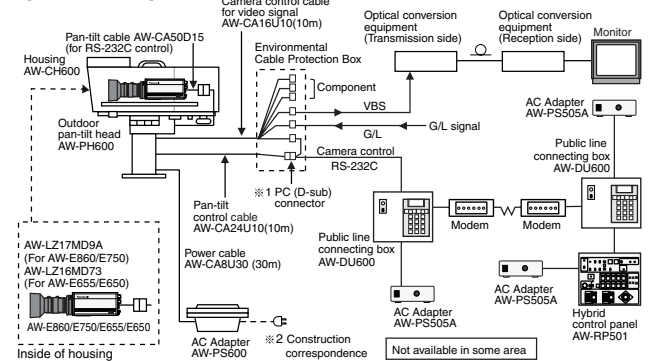 Camera control cable
for video signal
AW-CA16U10(10m)
Pan-tilt cable AW-CA50D15
(for RS-232C control)
Housing
AW-CH600
Environmental
Cable Protection Box
Optical conversion
equipment
(Transmission side)
Optical conversion
equipment
(Reception side)
Monitor
Component
VBS
G/L
G/L signal
AC Adapter
AW-PS505A
Outdoor
pan-tilt head
AW-PH600
Camera control
RS-232C
Public line
connecting box
AW-DU600
※1 PC (D-sub)
connector
Pan-tilt
control cable
AW-CA24U10(10m)
Modem
Modem
Public line
connecting box
AW-DU600
AW-LZ17MD9A
(For AW-E860/E750)
AW-LZ16MD73
(For AW-E655/E650)
Power cable
AW-CA8U30 (30m)
AC Adapter
AW-PS505A
AC Adapter
AW-PS505A
Hybrid
control panel
AW-RP501
AW-E860/E750/E655/E650
Inside of housing
AC Adapter
AW-PS600
※2 Construction
correspondence
Not available in some area